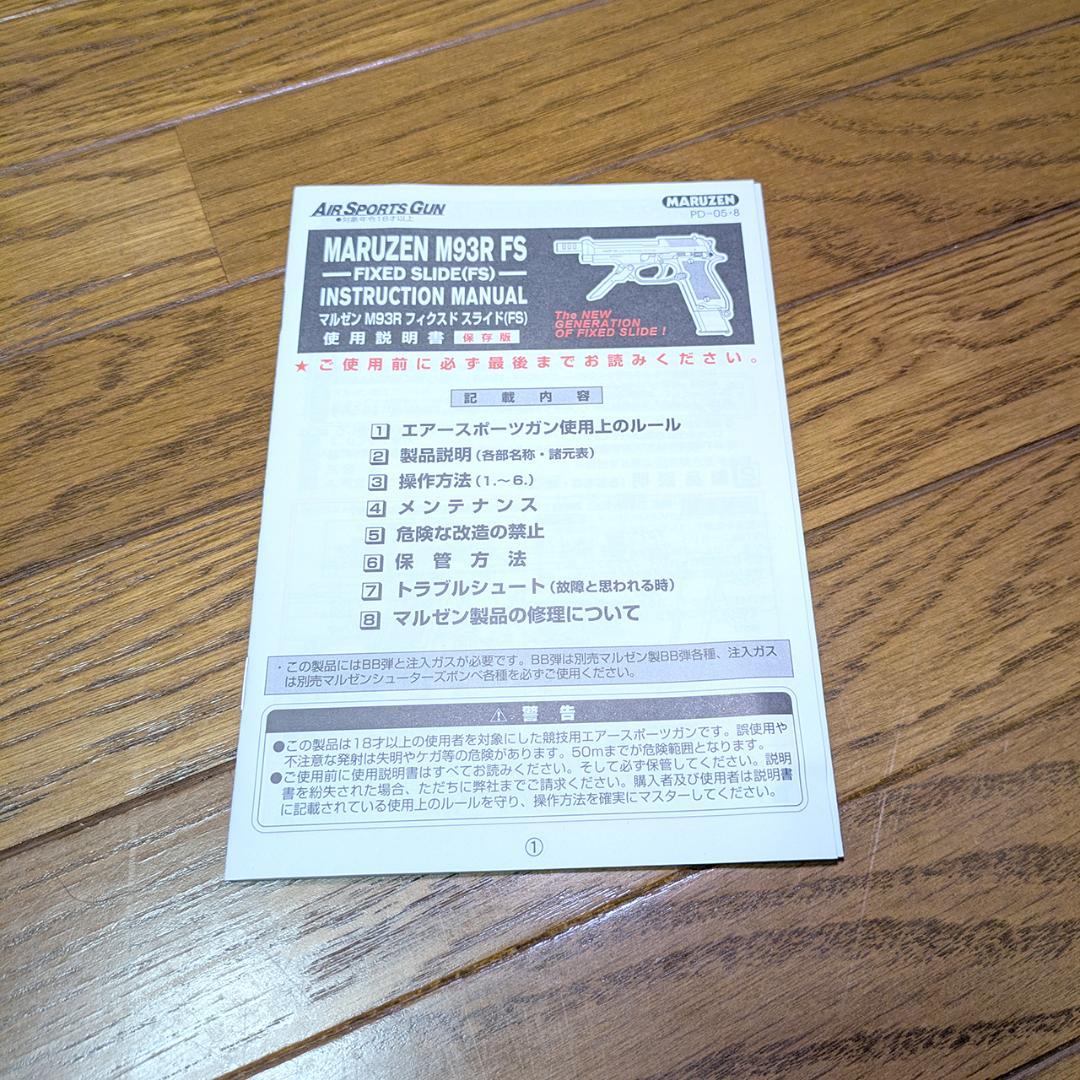 AIR SPORTS GUN
●対象年令18才以上
MARUZEN
PD-05・8
MARUZEN M93R FS
FIXED SLIDE(FS)
INSTRUCTION MANUAL
マルゼン M93R フィクスド スライド(FS)
使用説明書 保存版
The NEW
GENERATION
OF FIXED SLIDE !
★ご使用前に必ず最後までお読みください。
記載内容
1 エアースポーツガン使用上のルール
2 製品説明(各部名称・諸元表)
3 操作方法(1.〜6.)
4 メンテナンス
5 危険な改造の禁止
6 保管方法
7 トラブルシュート(故障と思われる時)
8 マルゼン製品の修理について
・この製品にはBB弾と注入ガスが必要です。BB弾は別売マルゼン製BB弾各種、注入ガス
は別売マルゼンシューターズボンベ各種を必ずご使用ください。
⚠ 警告
●この製品は18才以上の使用者を対象にした競技用エアースポーツガンです。誤使用や
不注意な発射は失明やケガ等の危険があります。50mまでが危険範囲となります。
●ご使用前に使用説明書はすべてお読みください。そして必ず保管してください。説明
書を紛失された場合、ただちに弊社までご請求ください。購入者及び使用者は説明書
に記載されている使用上のルールを守り、操作方法を確実にマスターしてください。
①